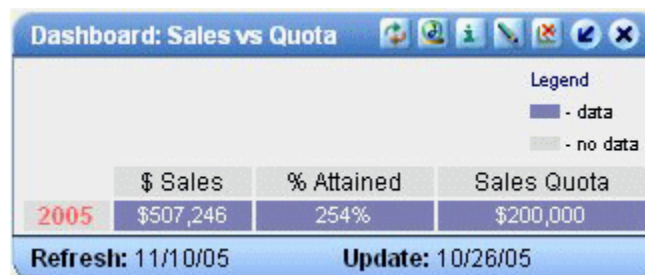 Dashboard: Sales vs Quota
Legend
- data
- no data
$ Sales % Attained Sales Quota
2005 $507,246 254% $200,000
Refresh: 11/10/05 Update: 10/26/05